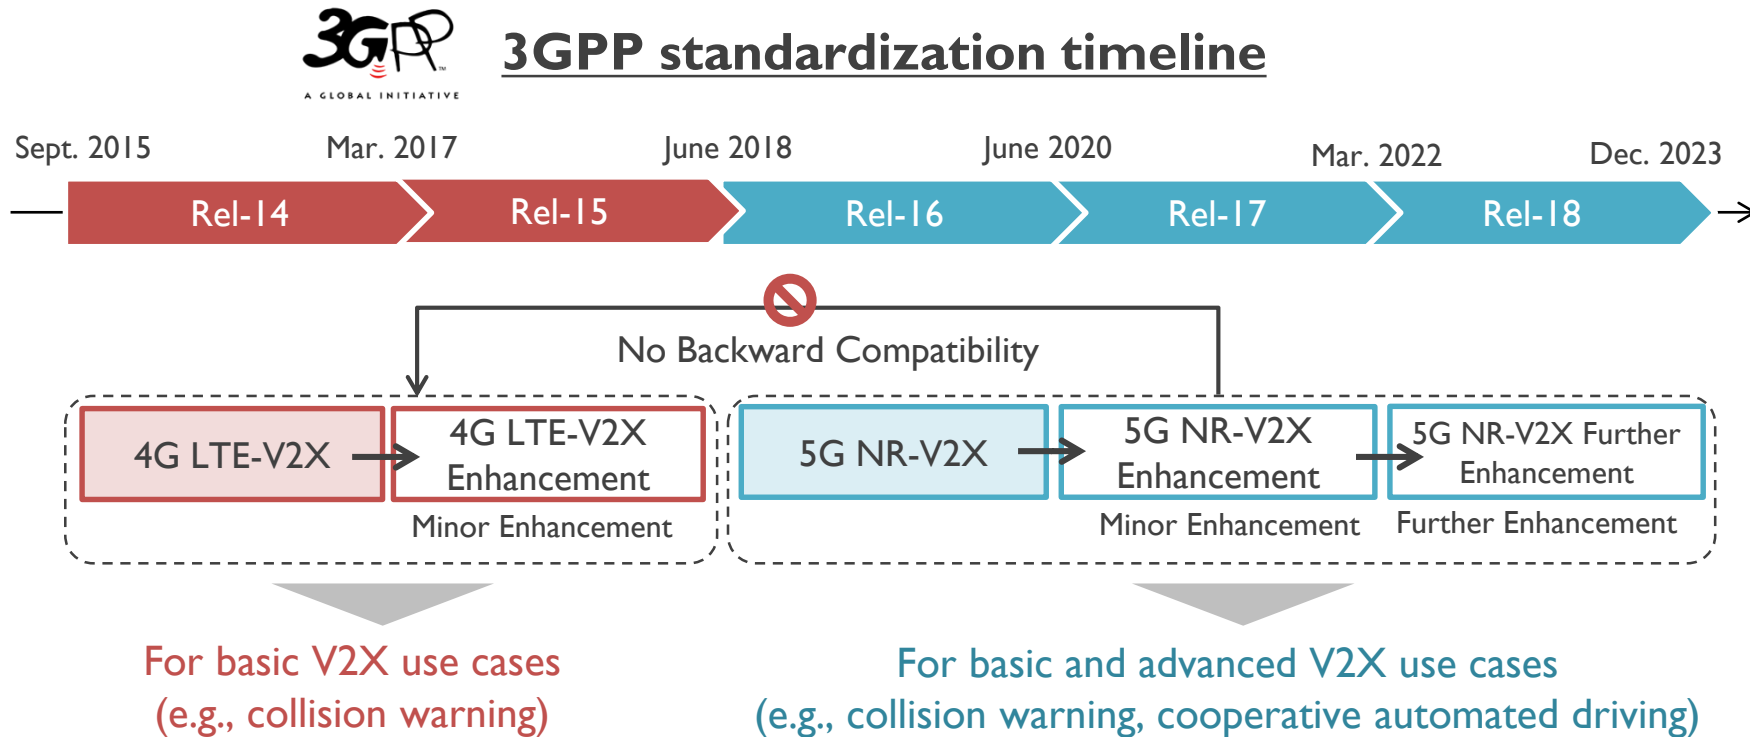 3GPP
TM
A GLOBAL INITIATIVE
3GPP standardization timeline
Sept. 2015
Mar. 2017
June 2018
June 2020
Mar. 2022
Dec. 2023
Rel-14
Rel-15
Rel-16
Rel-17
Rel-18
No Backward Compatibility
4G LTE-V2X
4G LTE-V2X
Enhancement
Minor Enhancement
5G NR-V2X
5G NR-V2X
Enhancement
Minor Enhancement
5G NR-V2X Further
Enhancement
Further Enhancement
For basic V2X use cases
(e.g., collision warning)
For basic and advanced V2X use cases
(e.g., collision warning, cooperative automated driving)